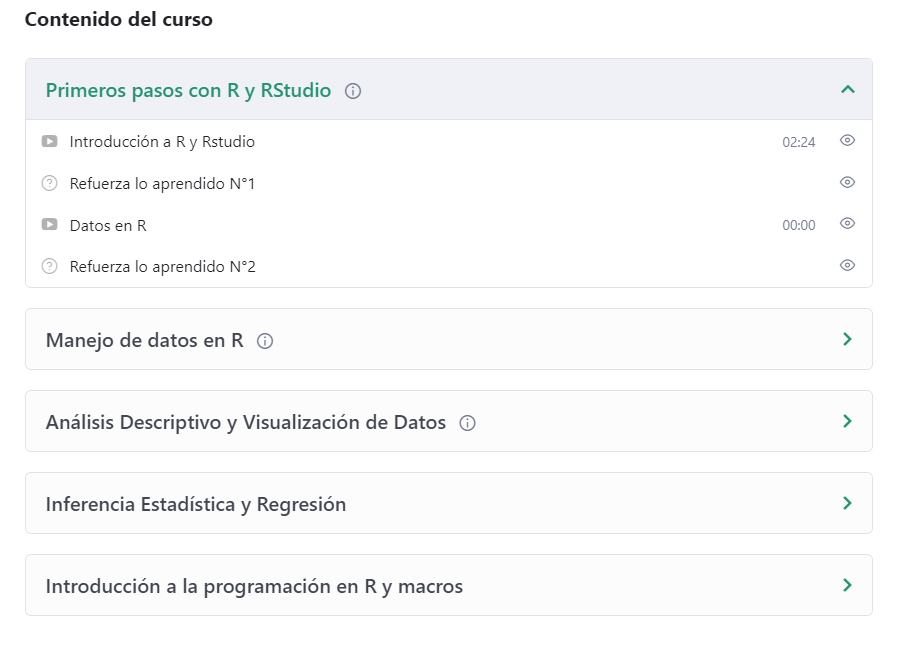 Contenido del curso
Primeros pasos con R y RStudio
Introducción a R y Rstudio 02:24
Refuerza lo aprendido N°1
Datos en R 00:00
Refuerza lo aprendido N°2
Manejo de datos en R
Análisis Descriptivo y Visualización de Datos
Inferencia Estadística y Regresión
Introducción a la programación en R y macros